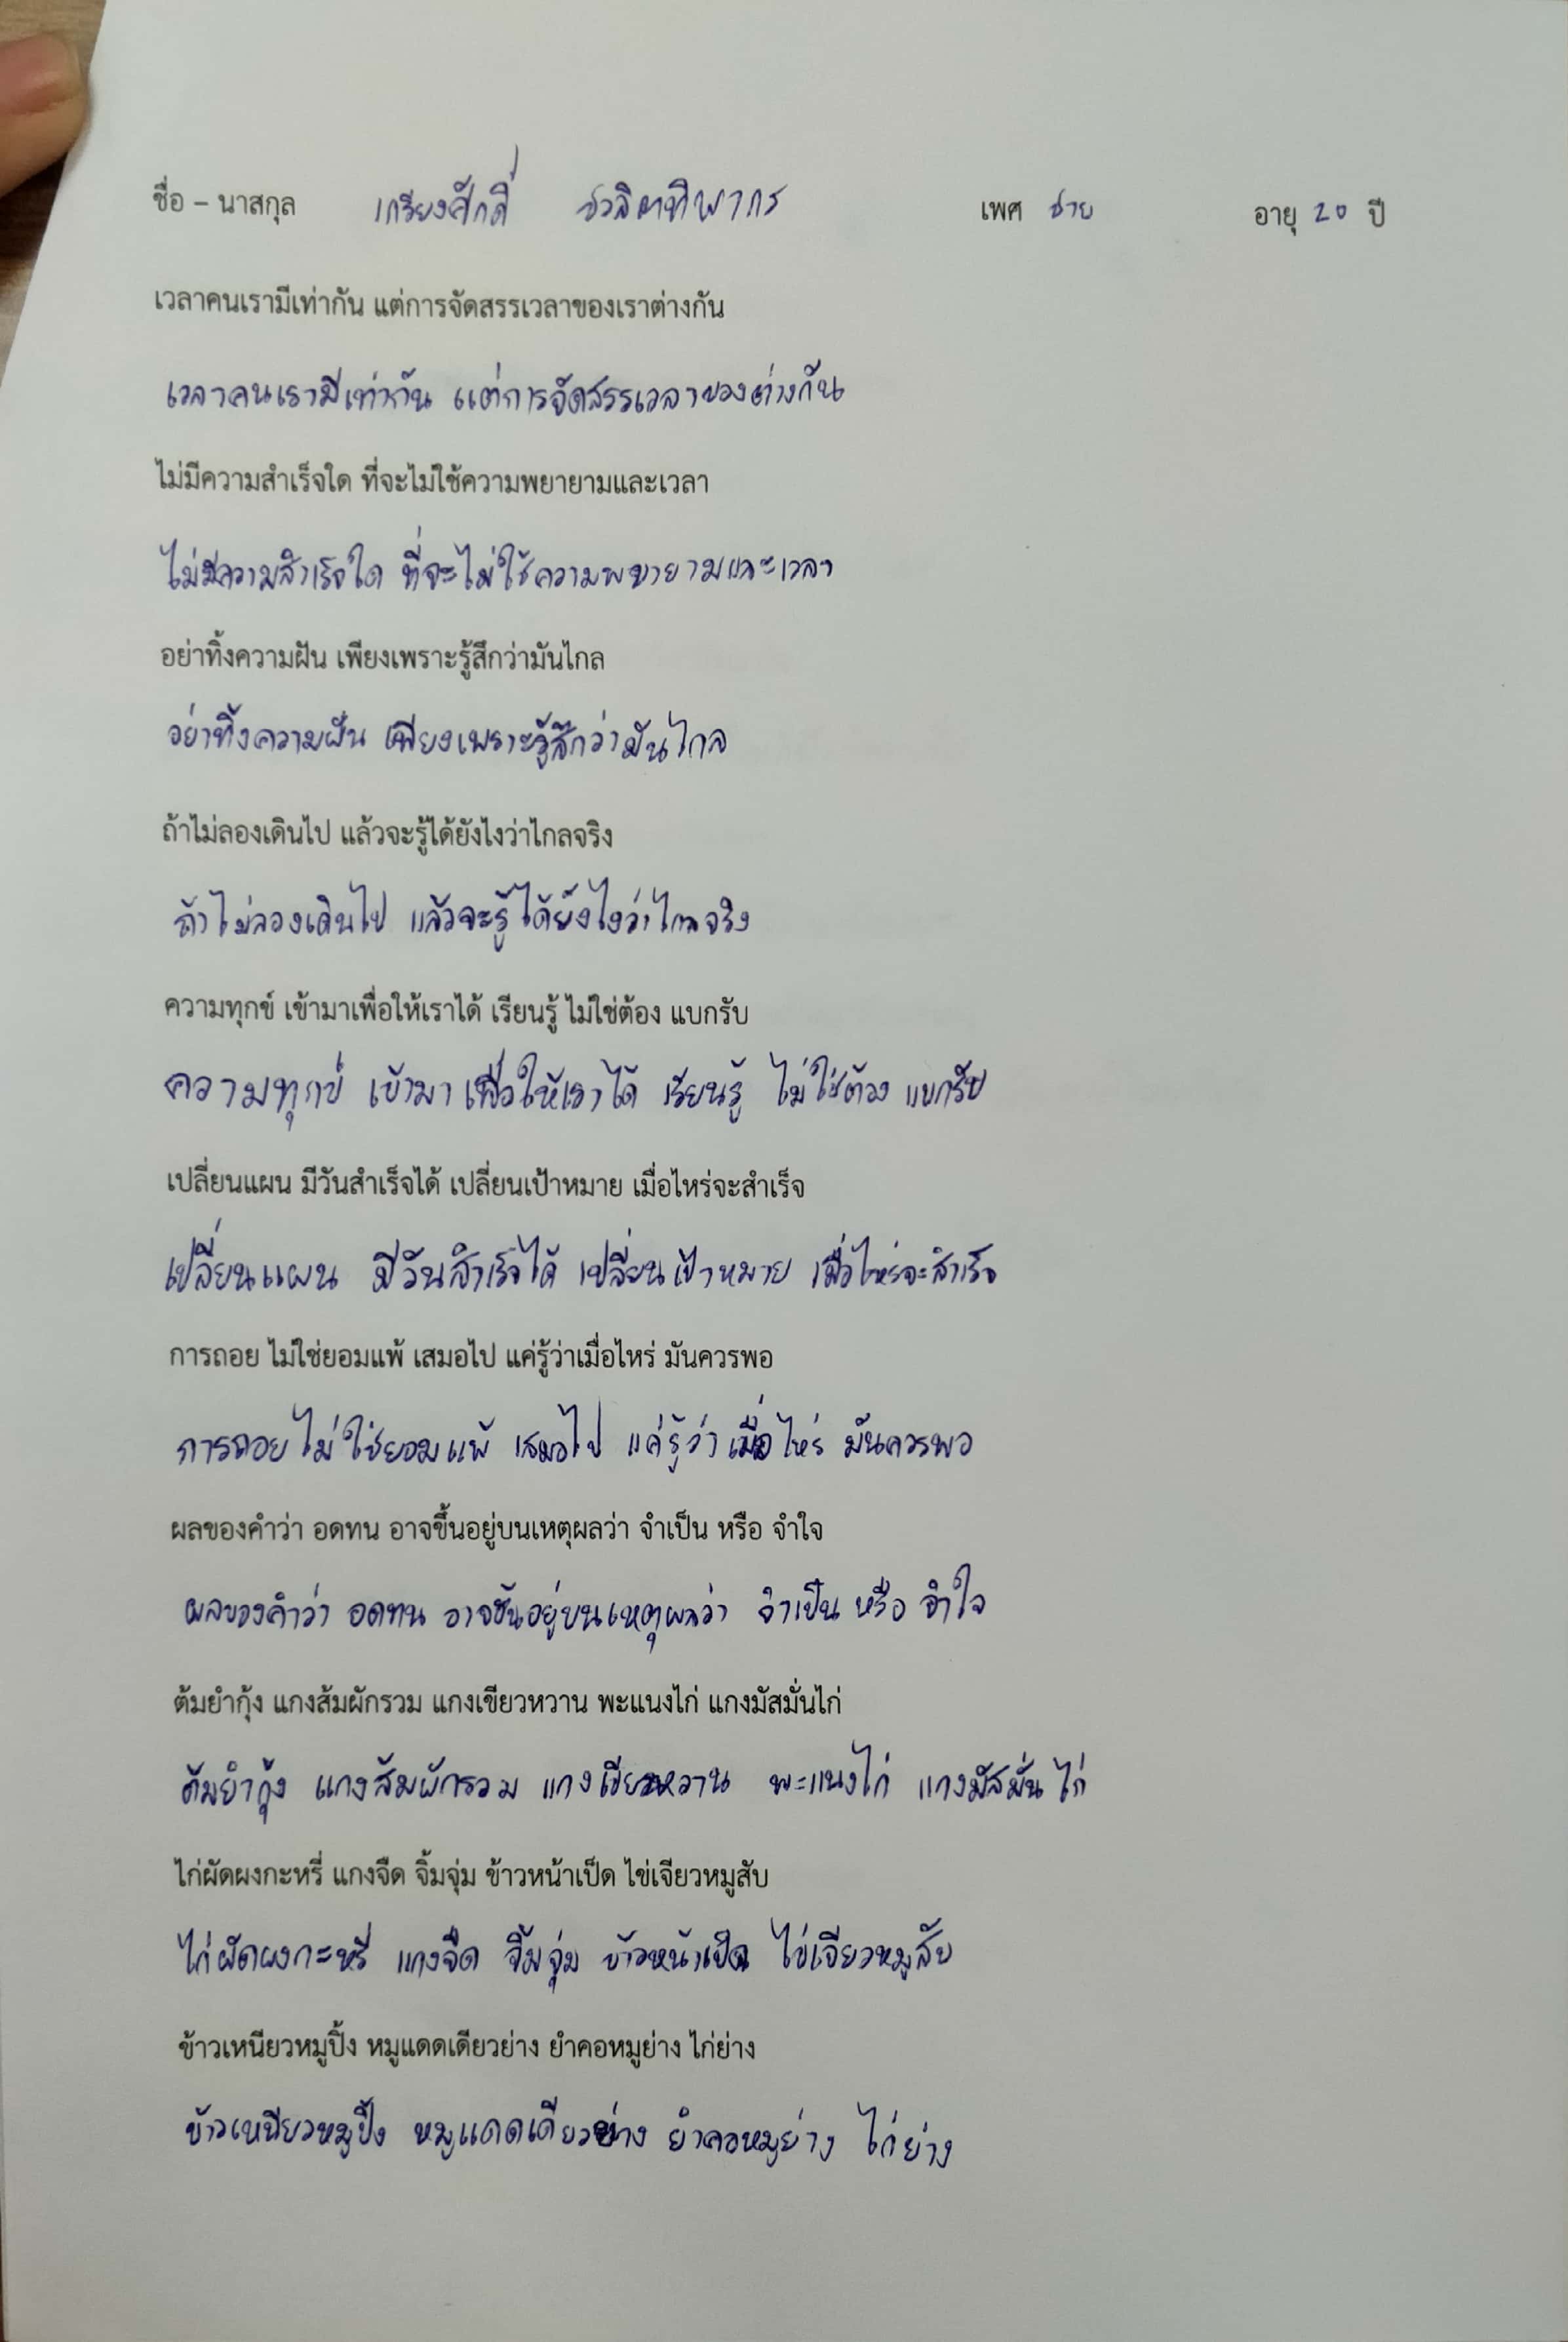 ชื่อ – นาสกุล เกรียงศักดิ์ ชวลิตทิพากร เพศ ชาย อายุ 20 ปี
เวลาคนเรามีเท่ากัน แต่การจัดสรรเวลาของเราต่างกัน
เวลาคนเรามีเท่ากัน แต่การจัดสรรเวลาของต่างกัน
ไม่มีความสำเร็จใด ที่จะไม่ใช้ความพยายามและเวลา
ไม่มีความสำเร็จใด ที่จะไม่ใช้ความพยายามและเวลา
อย่าทิ้งความฝัน เพียงเพราะรู้สึกว่ามันไกล
อย่าทิ้งความฝัน เพียงเพราะรู้สึกว่ามันไกล
ถ้าไม่ลองเดินไป แล้วจะรู้ได้ยังไงว่าไกลจริง
ถ้าไม่ลองเดินไป แล้วจะรู้ได้ยังไงว่าไกลจริง
ความทุกข์ เข้ามาเพื่อให้เราได้ เรียนรู้ ไม่ใช่ต้อง แบกรับ
ความทุกข์ เข้ามาเพื่อให้เราได้ เรียนรู้ ไม่ใช่ต้อง แบกรับ
เปลี่ยนแผน มีวันสำเร็จได้ เปลี่ยนเป้าหมาย เมื่อไหร่จะสำเร็จ
เปลี่ยนแผน มีวันสำเร็จได้ เปลี่ยนเป้าหมาย เมื่อไหร่จะสำเร็จ
การถอย ไม่ใช่ยอมแพ้ เสมอไป แค่รู้ว่าเมื่อไหร่ มันควรพอ
การถอย ไม่ใช่ยอมแพ้ เสมอไป แค่รู้ว่าเมื่อไหร่ มันควรพอ
ผลของคำว่า อดทน อาจขึ้นอยู่บนเหตุผลว่า จำเป็น หรือ จำใจ
ผลของคำว่า อดทน อาจขึ้นอยู่บนเหตุผลว่า จำเป็น หรือ จำใจ
ต้มยำกุ้ง แกงส้มผักรวม แกงเขียวหวาน พะแนงไก่ แกงมัสมั่นไก่
ต้มยำกุ้ง แกงส้มผักรวม แกงเขียวหวาน พะแนงไก่ แกงมัสมั่นไก่
ไก่ผัดผงกะหรี่ แกงจืด จิ้มจุ่ม ข้าวหน้าเป็ด ไข่เจียวหมูสับ
ไก่ผัดผงกะหรี่ แกงจืด จิ้มจุ่ม ข้าวหน้าเป็ด ไข่เจียวหมูสับ
ข้าวเหนียวหมูปิ้ง หมูแดดเดียวย่าง ยำคอหมูย่าง ไก่ย่าง
ข้าวเหนียวหมูปิ้ง หมูแดดเดียวย่าง ยำคอหมูย่าง ไก่ย่าง